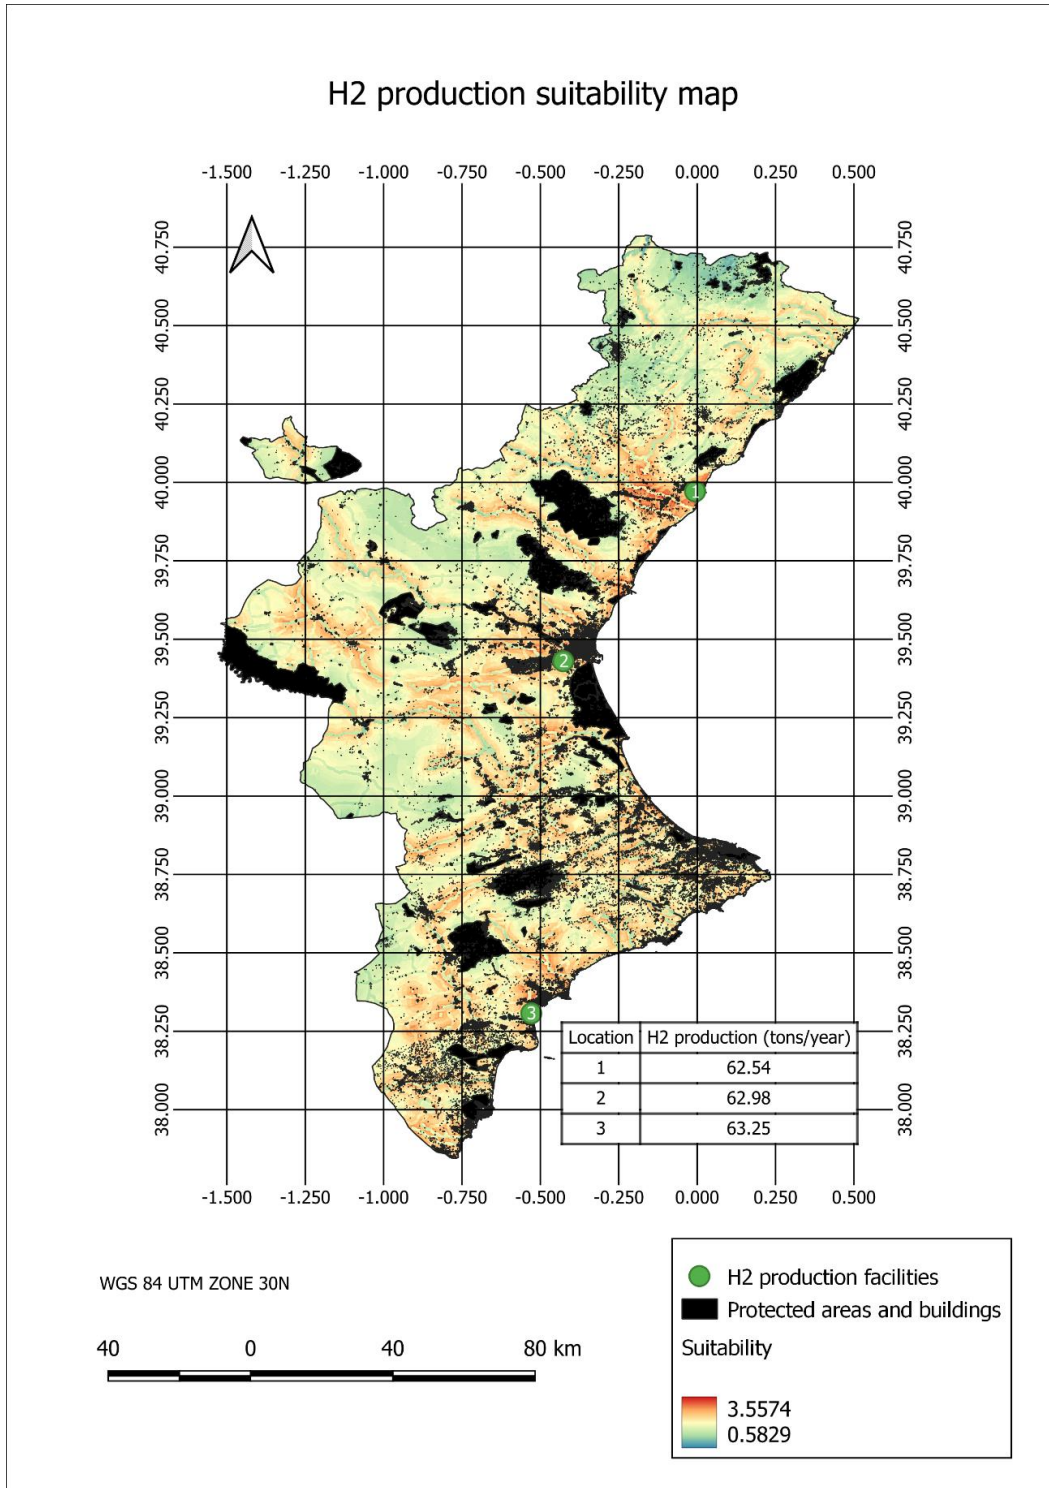 H2 production suitability map
-1.500 -1.250 -1.000 -0.750 -0.500 -0.250 0.000 0.250 0.500
40.750 40.750
40.500 40.500
40.250 40.250
40.000 40.000
1
39.750 39.750
39.500 39.500
2
39.250 39.250
39.000 39.000
38.750 38.750
38.500 38.500
3
38.250 38.250
Location H2 production (tons/year)
1 62.54
2 62.98
3 63.25
38.000 38.000
-1.500 -1.250 -1.000 -0.750 -0.500 -0.250 0.000 0.250 0.500
WGS 84 UTM ZONE 30N
40 0 40 80 km
H2 production facilities
Protected areas and buildings
Suitability
3.5574
0.5829